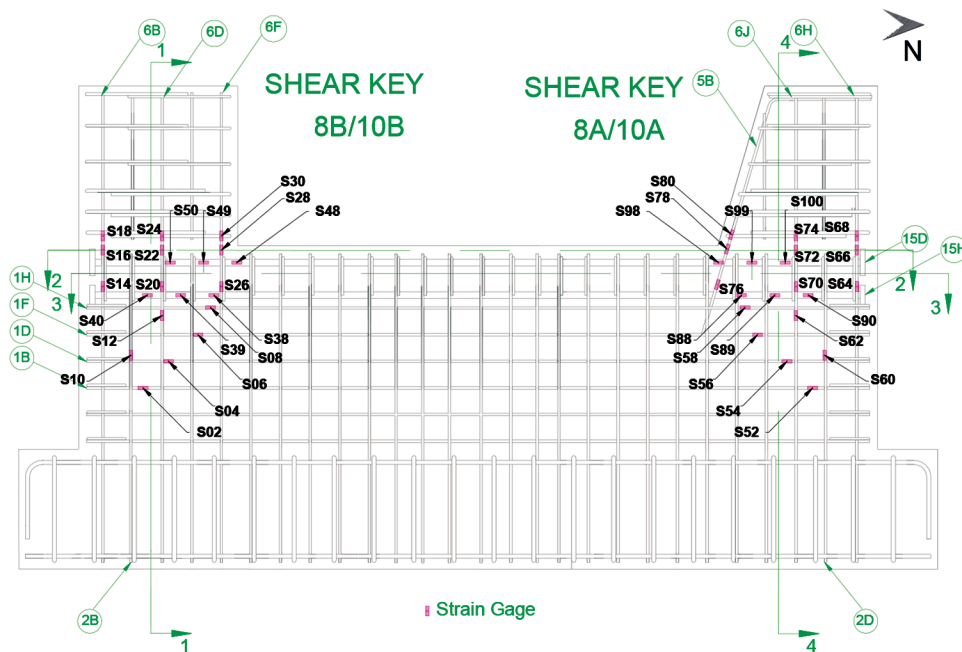 6B
1
6D
6F
6J
4
6H
N
SHEAR KEY
8B/10B
SHEAR KEY
8A/10A
5B
S30
S28
S50
S49
S48
S80
S78
S98
S99
S100
S18
S24
S74
S68
S16
S22
S72
S66
15D
1H
2
3
S14
S20
S26
S76
S70
S64
2
3
15H
1F
S40
S12
S39
S38
S08
S88
S58
S89
S90
S62
1D
1B
S10
S06
S04
S02
S56
S54
S52
S60
2B
1
Strain Gage
4
2D